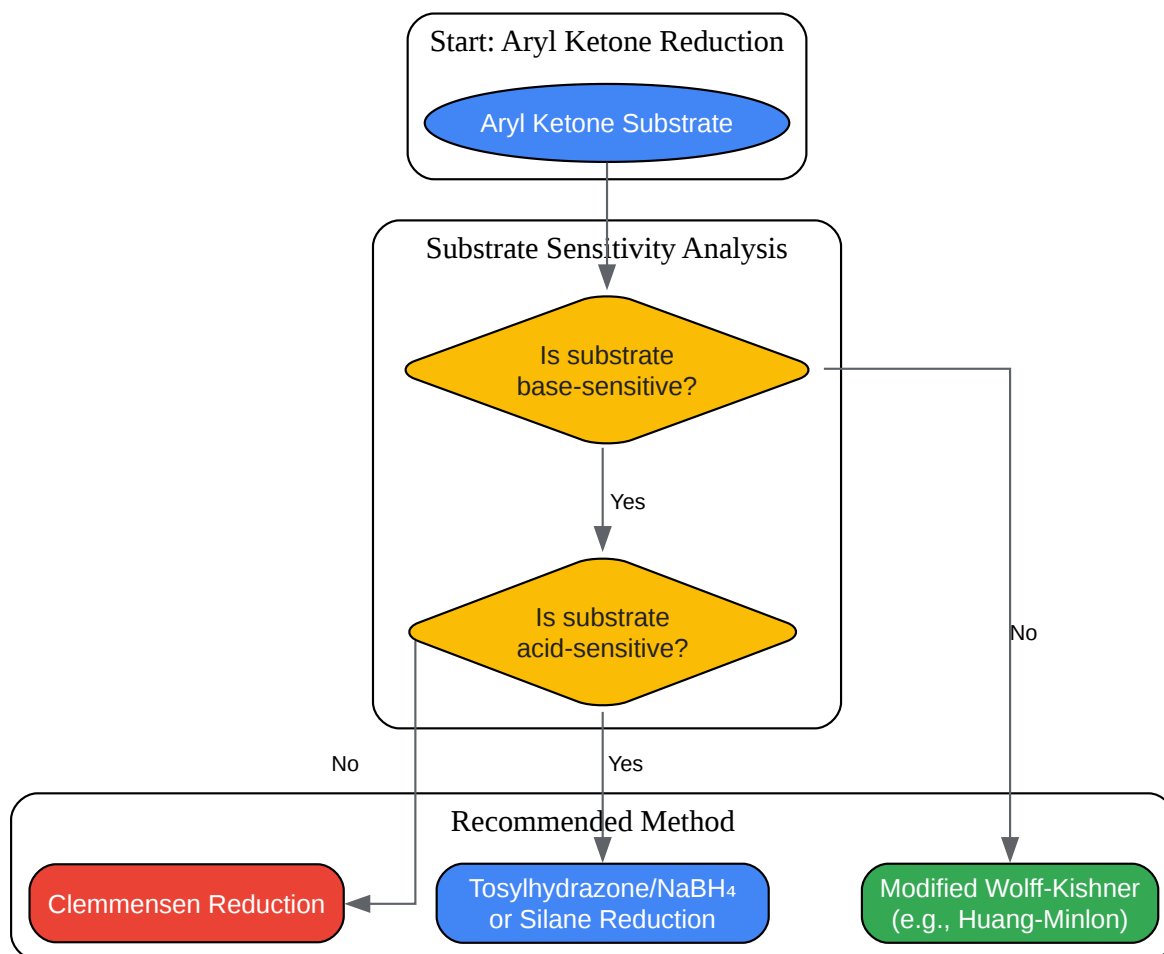 Start: Aryl Ketone Reduction
Aryl Ketone Substrate
Substrate Sensitivity Analysis
Is substrate
base-sensitive?
Yes
No
Is substrate
acid-sensitive?
No
Yes
Recommended Method
Clemmensen Reduction
Tosylhydrazone/NaBH₄
or Silane Reduction
Modified Wolff-Kishner
(e.g., Huang-Minlon)